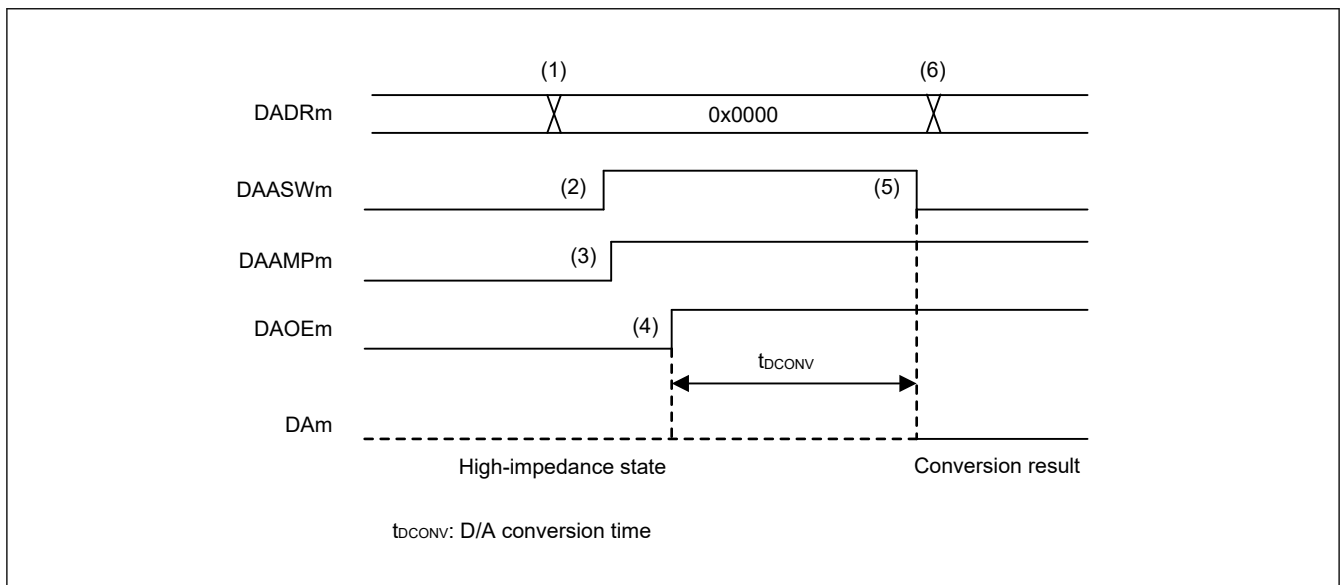 (1) (6)
DADRm 0x0000
DAASWm (2) (5)
DAAMPm (3)
DAOEm (4)
tDCONV
DAm
High-impedance state Conversion result
tDCONV: D/A conversion time